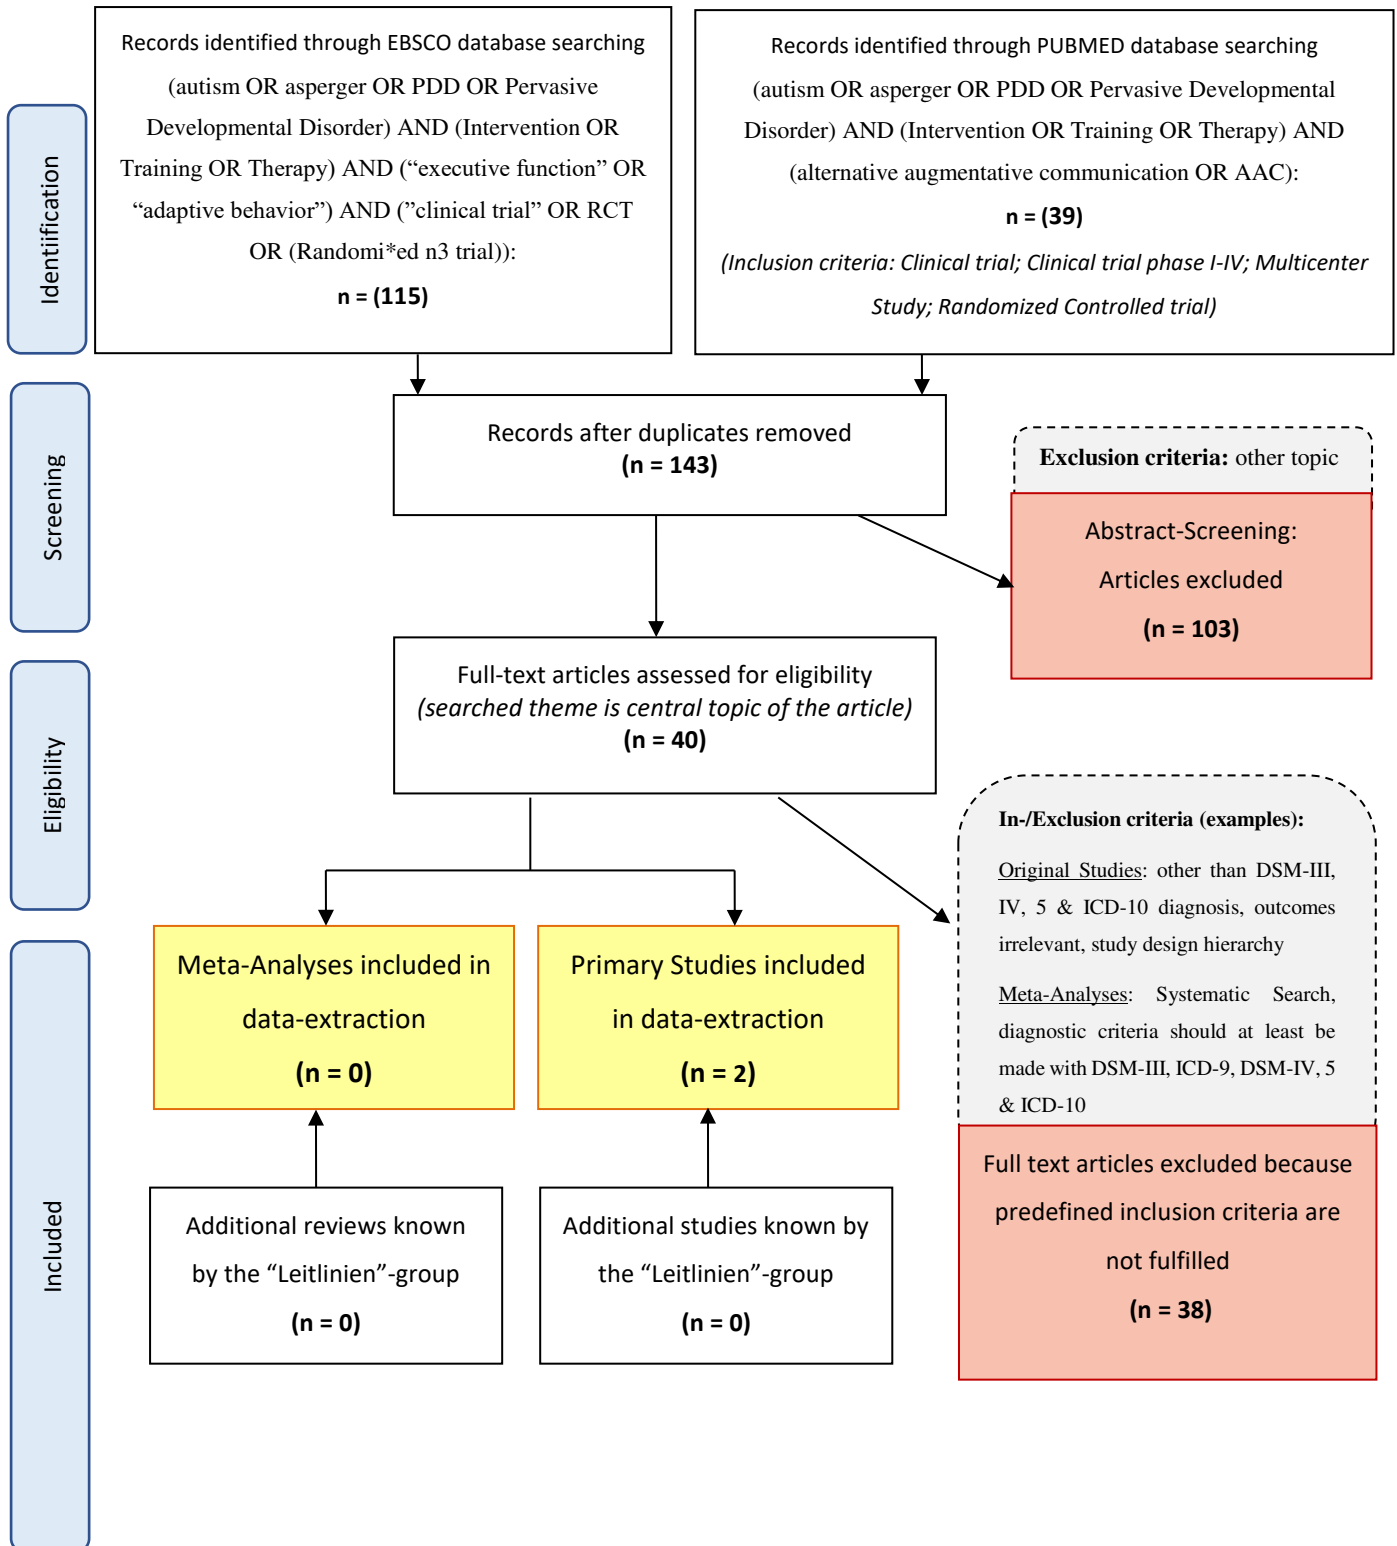 Identiification
Records identified through EBSCO database searching
(autism OR asperger OR PDD OR Pervasive
Developmental Disorder) AND (Intervention OR
Training OR Therapy) AND (“executive function” OR
“adaptive behavior”) AND (”clinical trial” OR RCT
OR (Randomi*ed n3 trial)):
n = (115)
Records identified through PUBMED database searching
(autism OR asperger OR PDD OR Pervasive Developmental
Disorder) AND (Intervention OR Training OR Therapy) AND
(alternative augmentative communication OR AAC):
n = (39)
(Inclusion criteria: Clinical trial; Clinical trial phase I-IV; Multicenter
Study; Randomized Controlled trial)
Screening
Records after duplicates removed
(n = 143)
Exclusion criteria: other topic
Abstract-Screening:
Articles excluded
(n = 103)
Eligibility
Full-text articles assessed for eligibility
(searched theme is central topic of the article)
(n = 40)
In-/Exclusion criteria (examples):
Original Studies: other than DSM-III,
IV, 5 & ICD-10 diagnosis, outcomes
irrelevant, study design hierarchy
Meta-Analyses: Systematic Search,
diagnostic criteria should at least be
made with DSM-III, ICD-9, DSM-IV, 5
& ICD-10
Full text articles excluded because
predefined inclusion criteria are
not fulfilled
(n = 38)
Included
Meta-Analyses included in
data-extraction
(n = 0)
Primary Studies included
in data-extraction
(n = 2)
Additional reviews known
by the “Leitlinien”-group
(n = 0)
Additional studies known by
the “Leitlinien”-group
(n = 0)